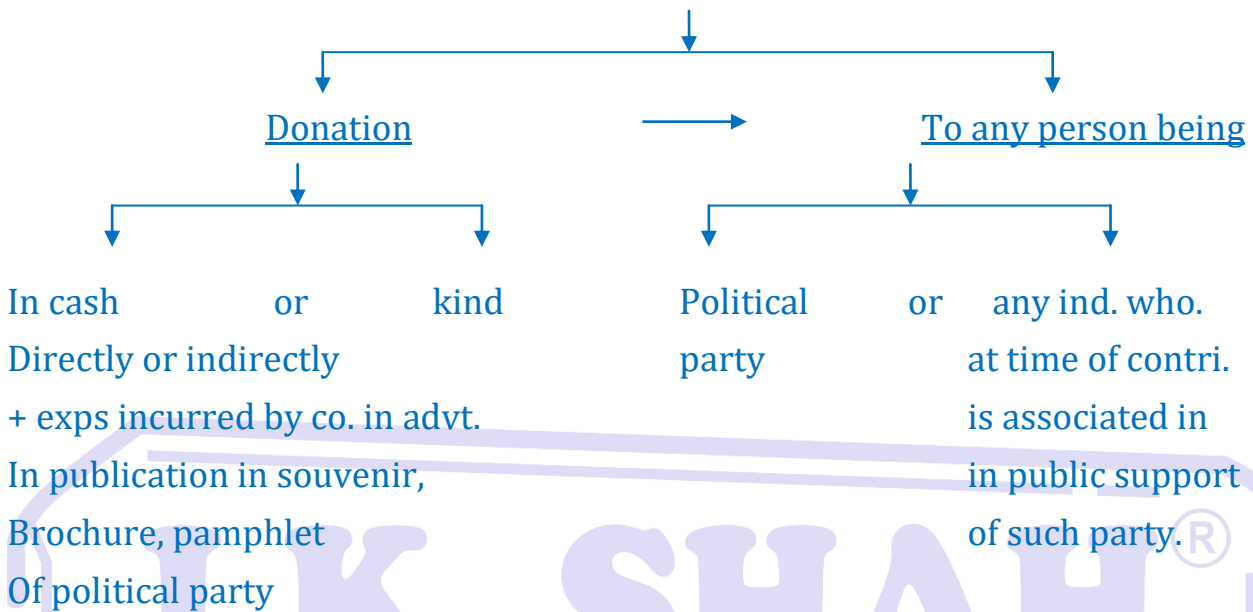 Donation To any person being
In cash or kind Political or any ind. who.
Directly or indirectly party at time of contri.
+ exps incurred by co. in advt. is associated in
In publication in souvenir, in public support
Brochure, pamphlet of such party.
Of political party
J.K. SHAH®